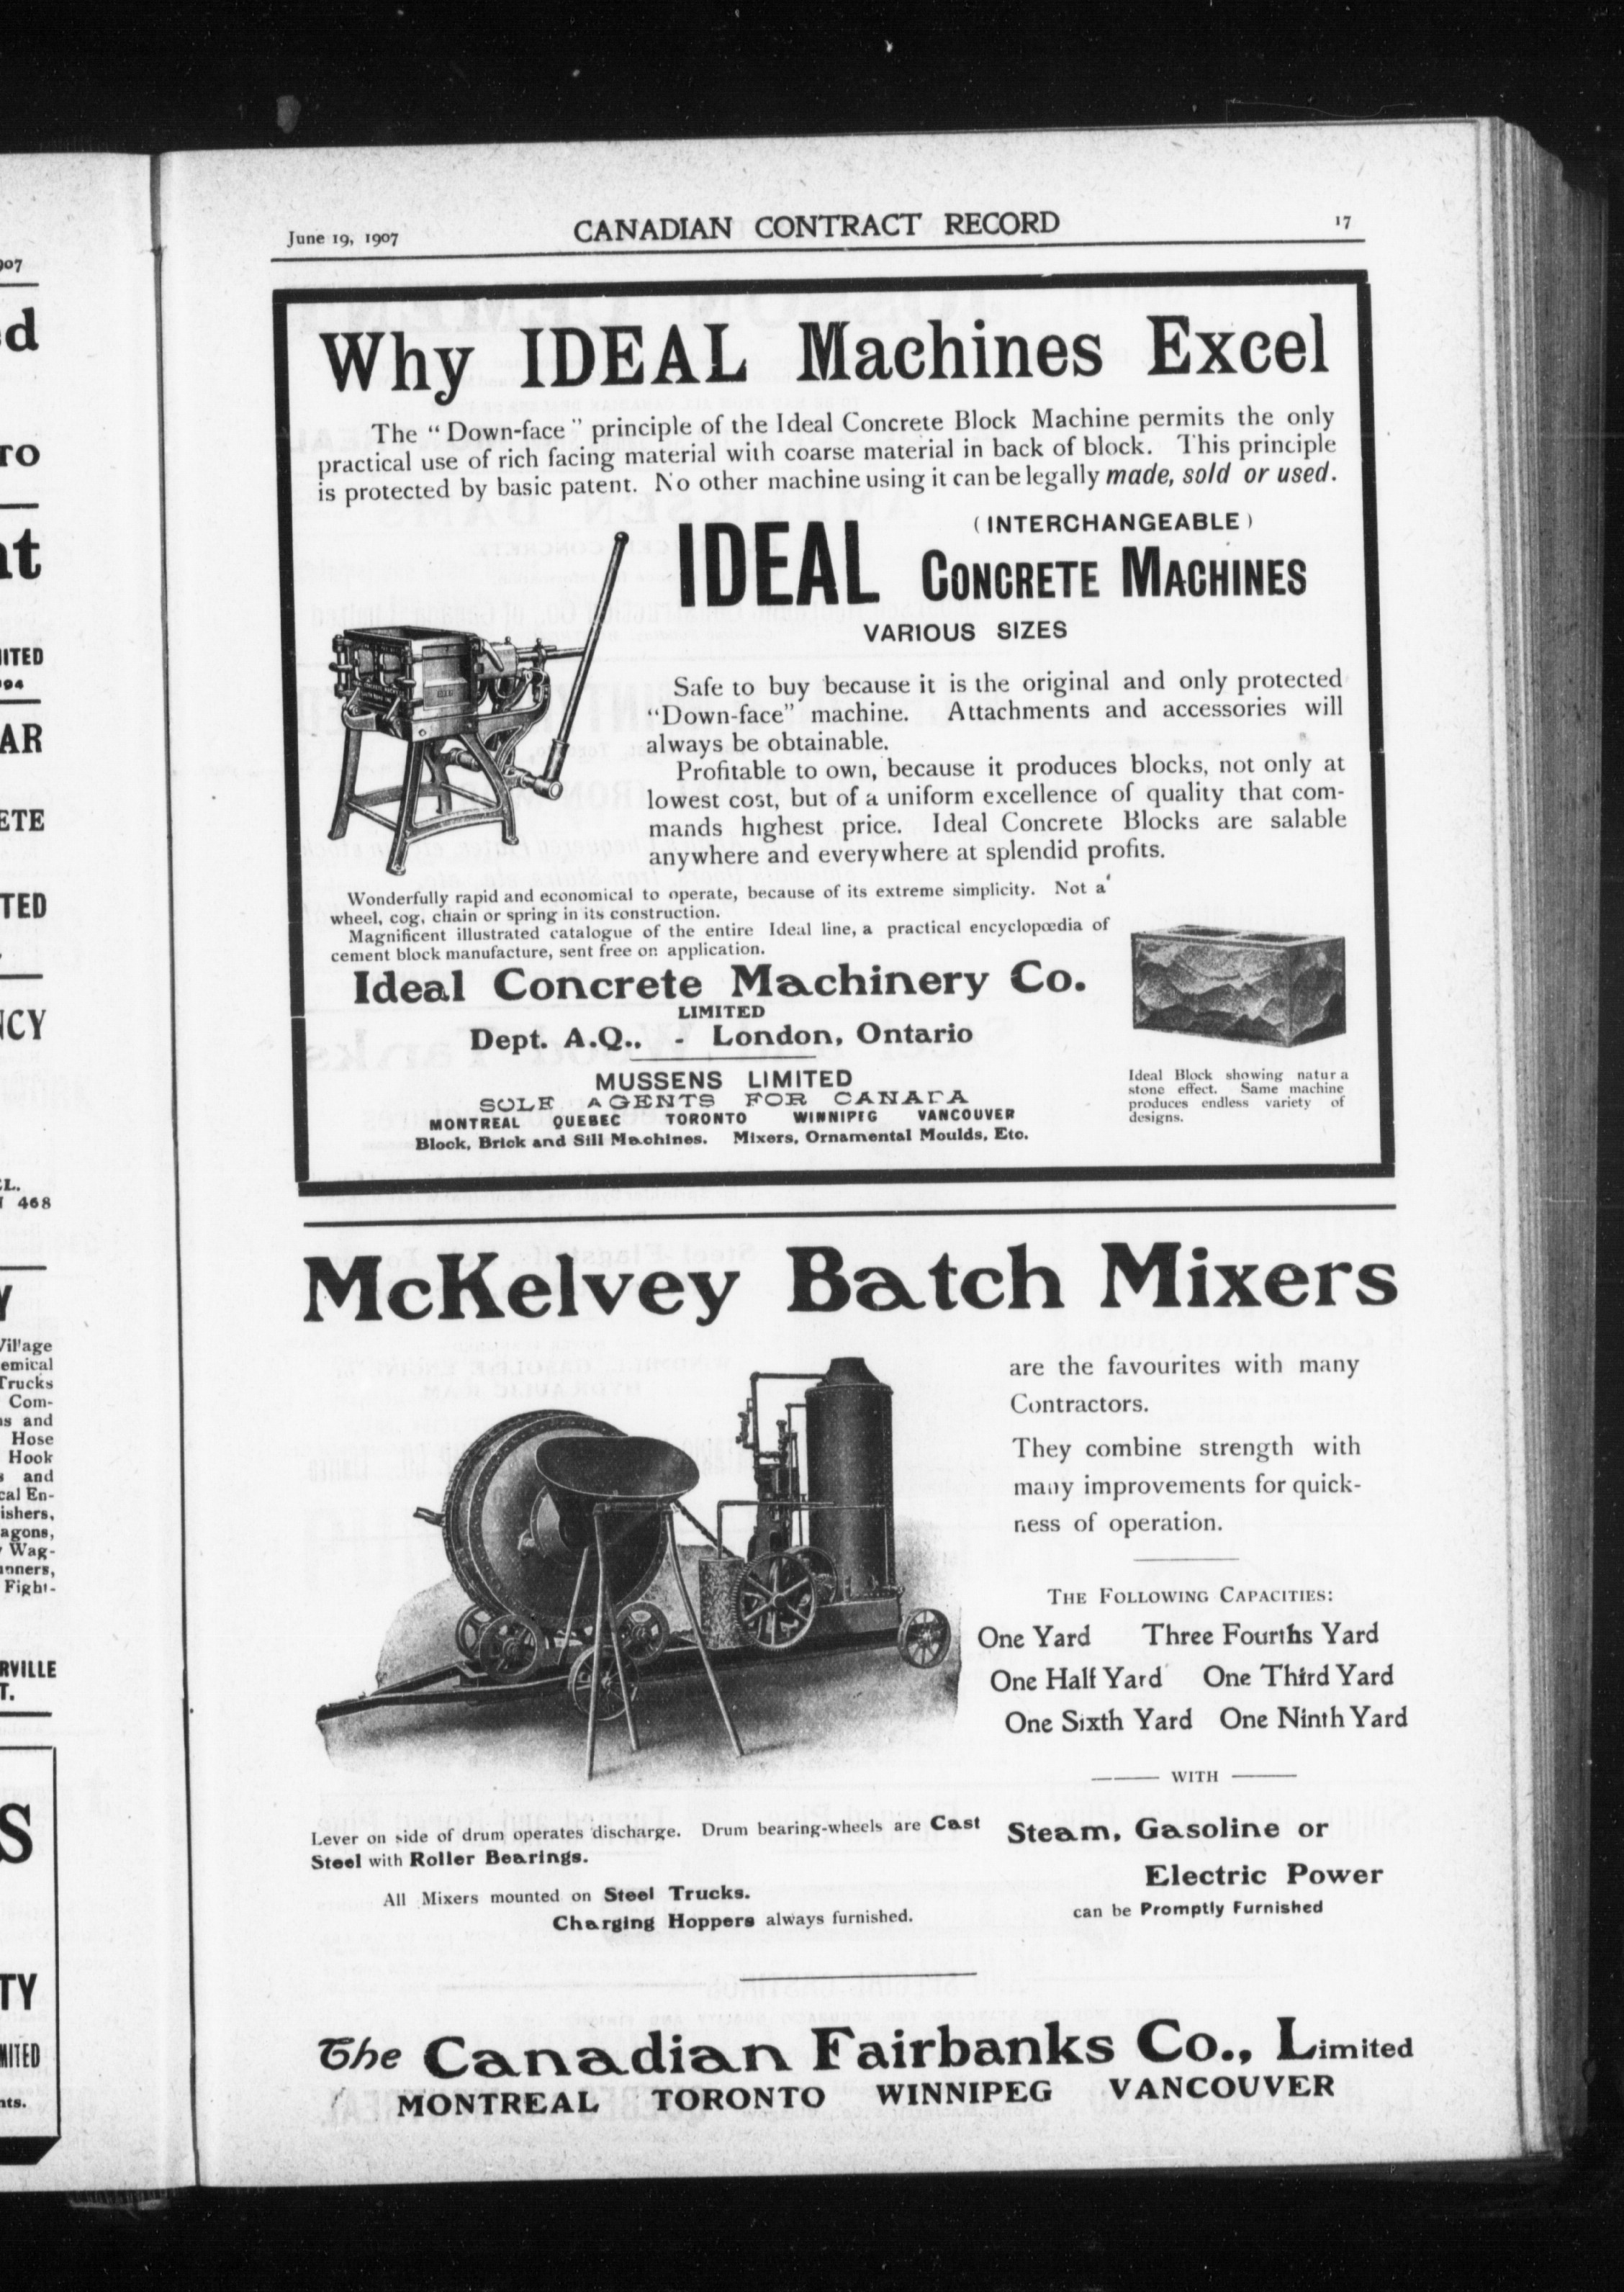 June 19, 1907
CANADIAN CONTRACT RECORD
17
Why IDEAL Machines Excel
The "Down-face" principle of the Ideal Concrete Block Machine permits the only
practical use of rich facing material with coarse material in back of block. This principle
is protected by basic patent. No other machine using it can be legally made, sold or used.
IDEAL
(INTERCHANGEABLE)
CONCRETE MACHINES
VARIOUS SIZES
Safe to buy because it is the original and only protected
"Down-face" machine. Attachments and accessories will
always be obtainable.
Profitable to own, because it produces blocks, not only at
lowest cost, but of a uniform excellence of quality that com-
mands highest price. Ideal Concrete Blocks are salable
anywhere and everywhere at splendid profits.
Wonderfully rapid and economical to operate, because of its extreme simplicity. Not a
wheel, cog, chain or spring in its construction.
Magnificent illustrated catalogue of the entire Ideal line, a practical encyclopœdia of
cement block manufacture, sent free on application.
Ideal Concrete Machinery Co.
LIMITED
Dept. A.Q., - London, Ontario
MUSSENS LIMITED
SOLE AGENTS FOR CANADA
MONTREAL QUEBEC TORONTO WINNIPEG VANCOUVER
Block, Brick and Sill Machines. Mixers, Ornamental Moulds, Etc.
Ideal Block showing natura
stone effect. Same machine
produces endless variety of
designs.
McKelvey Batch Mixers
are the favourites with many
Contractors.
They combine strength with
many improvements for quick-
ness of operation.
THE FOLLOWING CAPACITIES:
One Yard Three Fourths Yard
One Half Yard One Third Yard
One Sixth Yard One Ninth Yard
WITH
Steam, Gasoline or
Electric Power
can be Promptly Furnished
Lever on side of drum operates discharge. Drum bearing-wheels are Cast
Steel with Roller Bearings.
All Mixers mounted on Steel Trucks.
Charging Hoppers always furnished.
The Canadian Fairbanks Co., Limited
MONTREAL TORONTO WINNIPEG VANCOUVER